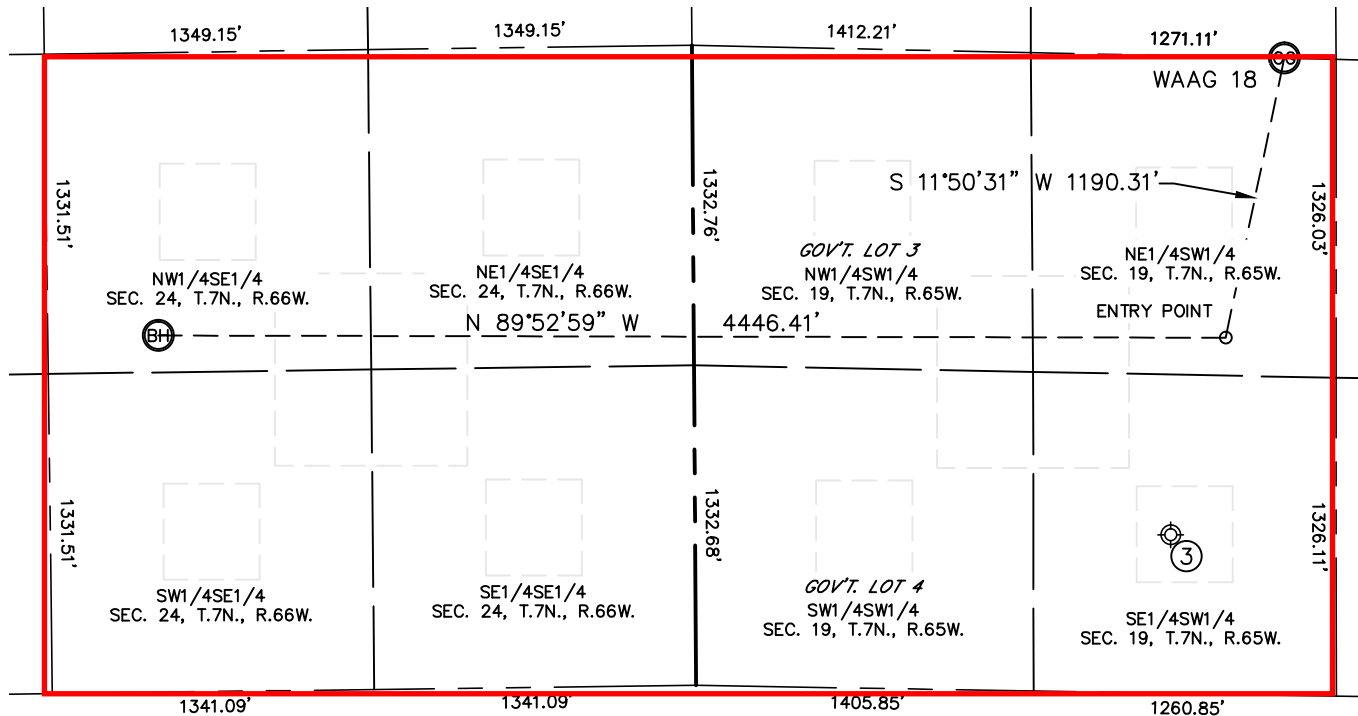 1349.15’
1349.15’
1412.21’
1271.11’
WAAG 18
1331.51’
1332.76’
S 11°50’31” W 1190.31’
1326.03’
NW1/4SE1/4
SEC. 24, T.7N., R.66W.
NE1/4SE1/4
SEC. 24, T.7N., R.66W.
GOV’T. LOT 3
NW1/4SW1/4
SEC. 19, T.7N., R.65W.
NE1/4SW1/4
SEC. 19, T.7N., R.65W.
ENTRY POINT
BH
N 89°52’59” W 4446.41’
1331.51’
1332.68’
1326.11’
3
SW1/4SE1/4
SEC. 24, T.7N., R.66W.
SE1/4SE1/4
SEC. 24, T.7N., R.66W.
GOV’T. LOT 4
SW1/4SW1/4
SEC. 19, T.7N., R.65W.
SE1/4SW1/4
SEC. 19, T.7N., R.65W.
1341.09’
1341.09’
1405.85’
1260.85’